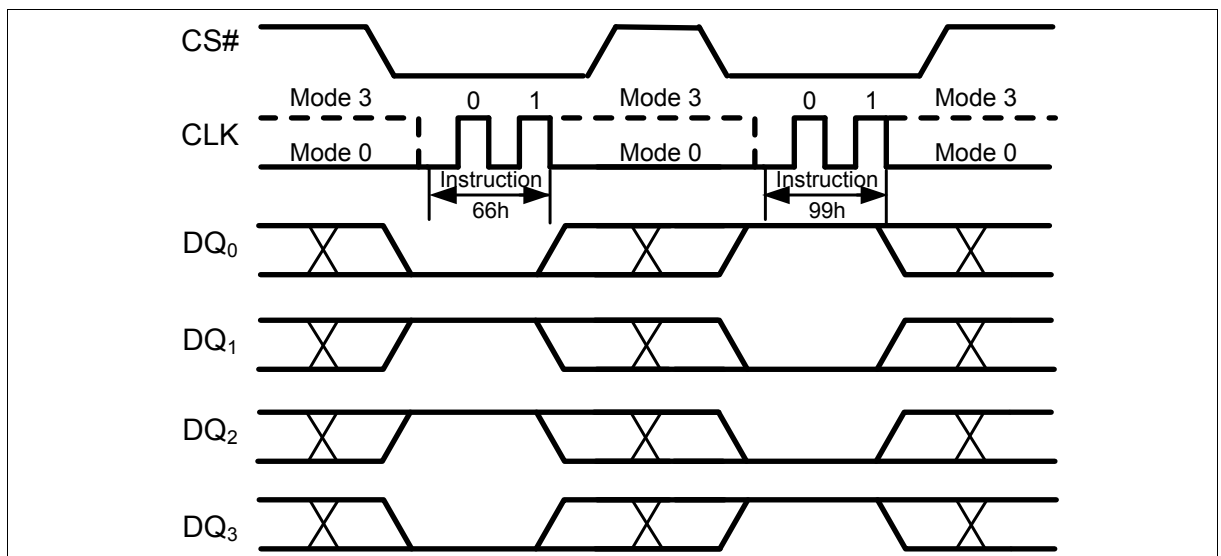 CS#
Mode 3 0 1 Mode 3 0 1 Mode 3
CLK
Mode 0 Mode 0 Mode 0
Instruction Instruction
66h 99h
DQ0
DQ1
DQ2
DQ3